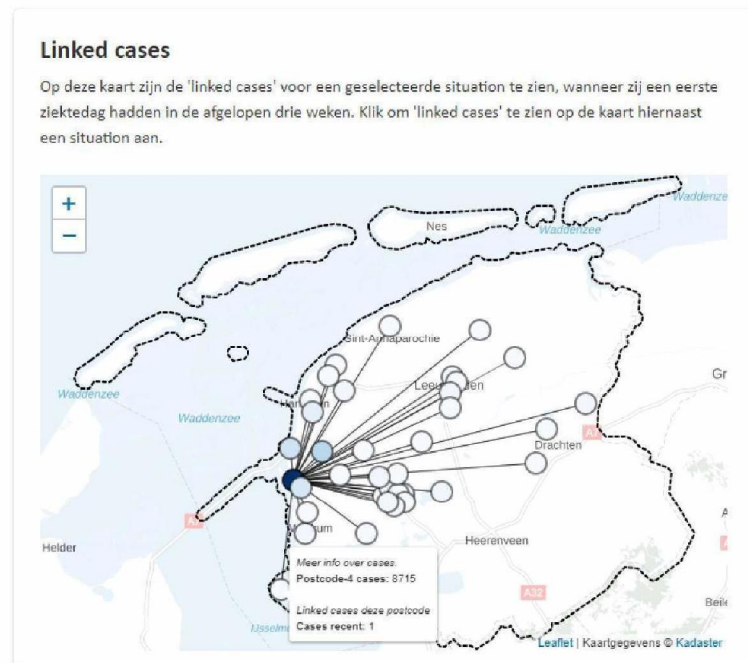 Linked cases
Op deze kaart zijn de 'linked cases' voor een geselecteerde situation te zien, wanneer zij een eerste
ziektedag hadden in de afgelopen drie weken. Klik om 'linked cases' te zien op de kaart hiernaast
een situation aan.
+
−
Waddenzee
Nes
Waddenzee
Sint-Annaparochie
Gr
Waddenzee
Waddenzee
Drachten
Helder
Heerenveen
Meer info over cases
Postcode-4 cases: 8715
A32
Linked cases deze postcode
Cases recent: 1
Beile
Leaflet | Kaartgegevens © Kadaster